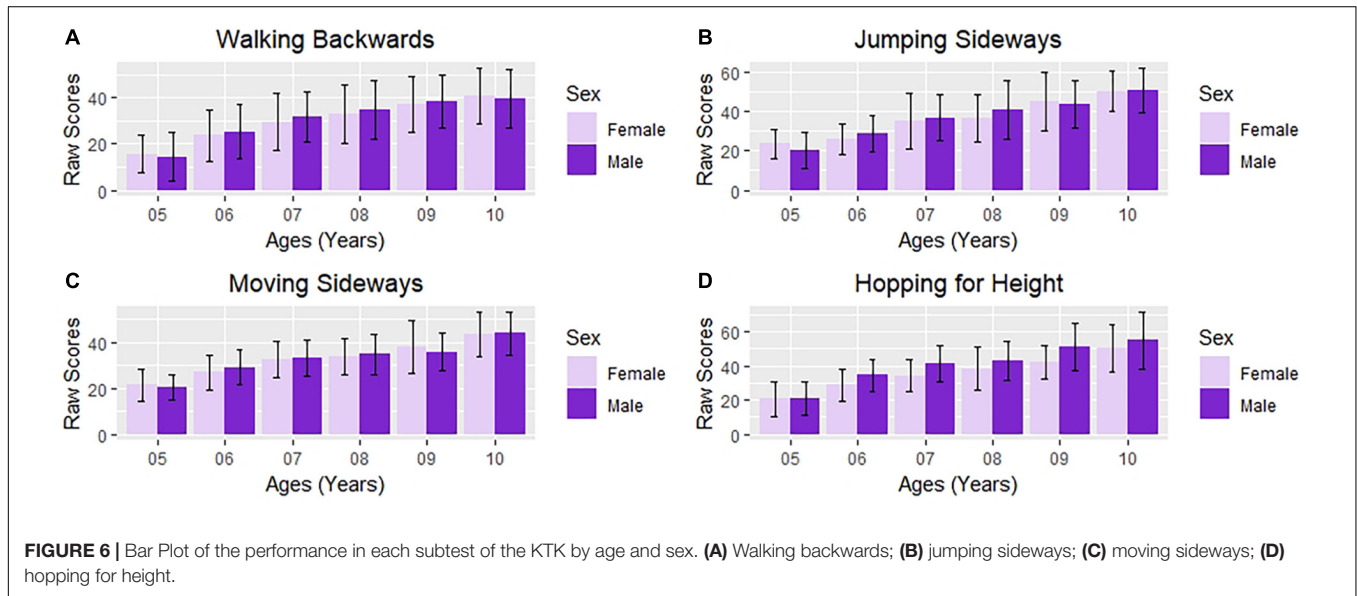 A
Walking Backwards
Raw Scores
40
20
0
05 06 07 08 09 10
Ages (Years)
Sex
Female
Male
B
Jumping Sideways
Raw Scores
60
40
20
0
05 06 07 08 09 10
Ages (Years)
Sex
Female
Male
C
Moving Sideways
Raw Scores
40
20
0
05 06 07 08 09 10
Ages (Years)
Sex
Female
Male
D
Hopping for Height
Raw Scores
60
40
20
0
05 06 07 08 09 10
Ages (Years)
Sex
Female
Male
FIGURE 6 | Bar Plot of the performance in each subtest of the KTK by age and sex. (A) Walking backwards; (B) jumping sideways; (C) moving sideways; (D)
hopping for height.